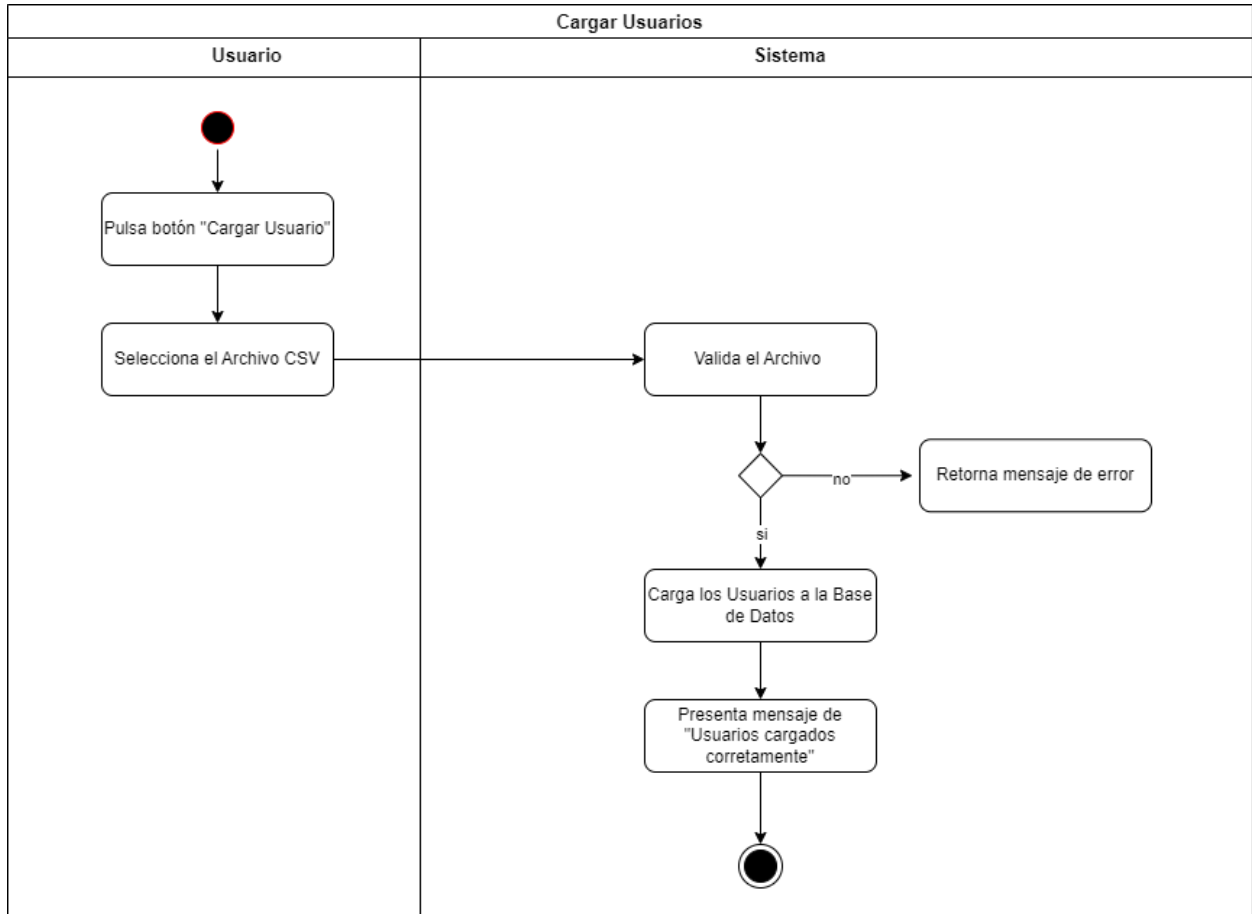 Cargar Usuarios
Usuario
Sistema
Pulsa botón "Cargar Usuario"
Selecciona el Archivo CSV
Valida el Archivo
no
Retorna mensaje de error
si
Carga los Usuarios a la Base
de Datos
Presenta mensaje de
"Usuarios cargados
corretamente"